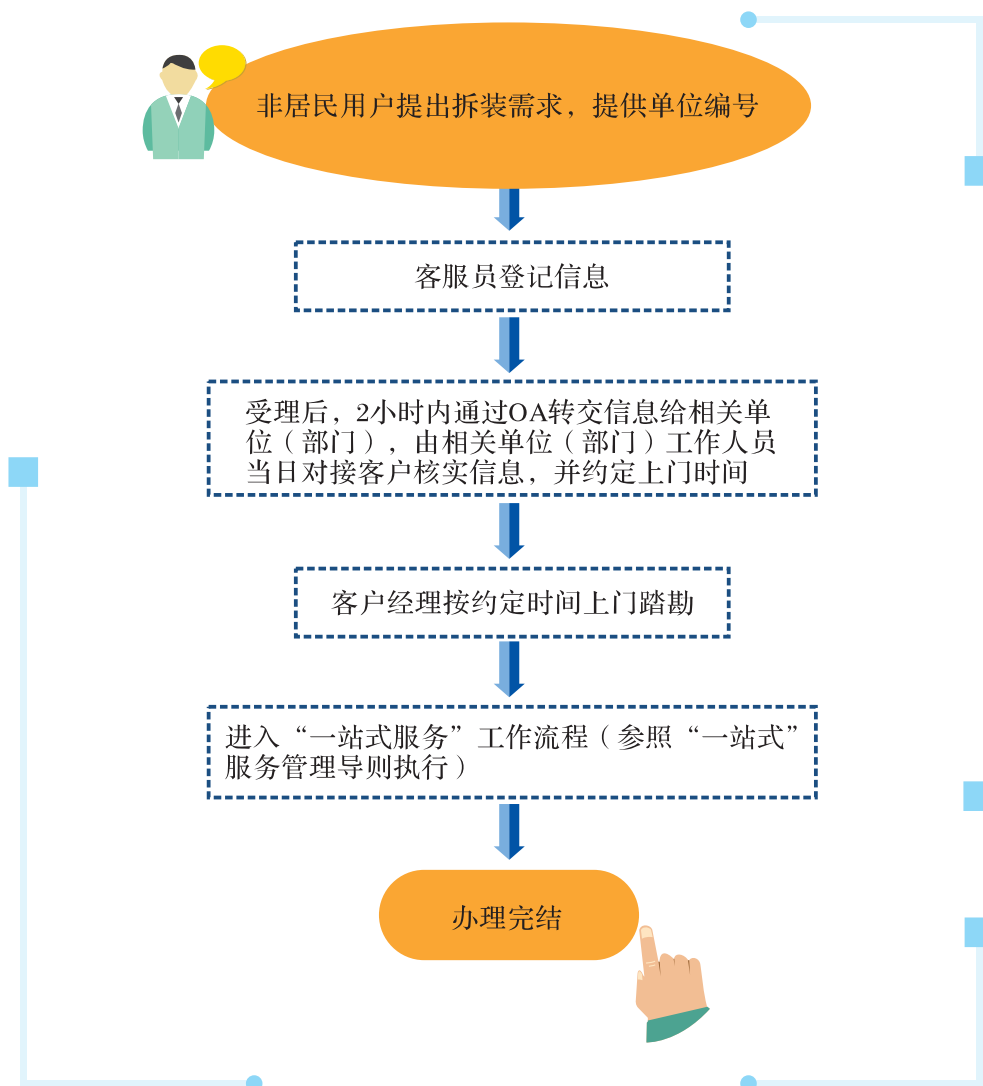 非居民用户提出拆装需求，提供单位编号
客服员登记信息
受理后，2小时内通过OA转交信息给相关单
位（部门），由相关单位（部门）工作人员
当日对接客户核实信息，并约定上门时间
客户经理按约定时间上门踏勘
进入“一站式服务”工作流程（参照“一站式”
服务管理导则执行）
办理完结